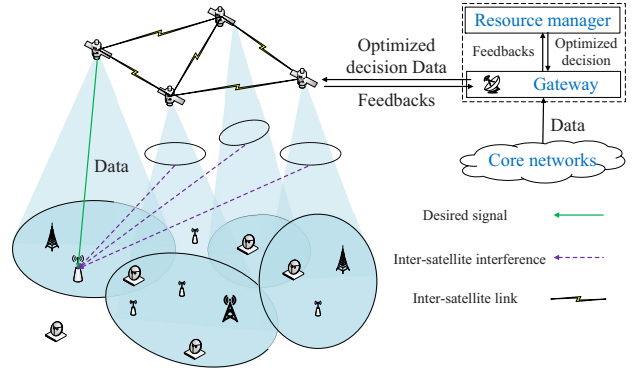 Resource manager
Feedbacks
Optimized
decision
Gateway
Optimized
decision Data
Feedbacks
Data
Core networks
Data
Desired signal
Inter-satellite interference
Inter-satellite link